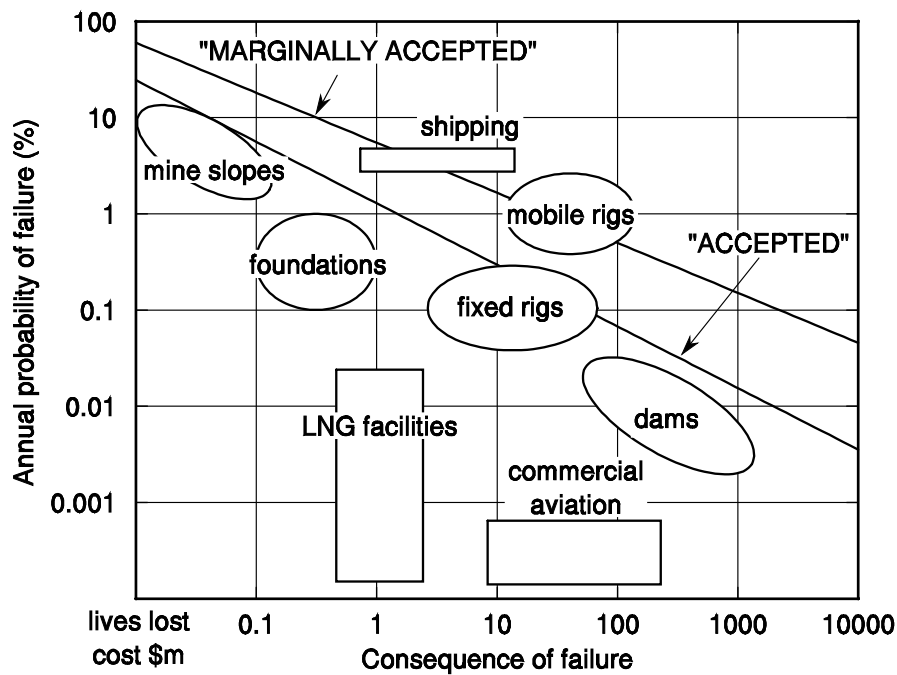 100
10
1
0.1
0.01
0.001
Annual probability of failure (%)
"MARGINALLY ACCEPTED"
shipping
mine slopes
mobile rigs
"ACCEPTED"
foundations
fixed rigs
LNG facilities
dams
commercial
aviation
lives lost
cost $m
0.1 1 10 100 1000 10000
Consequence of failure